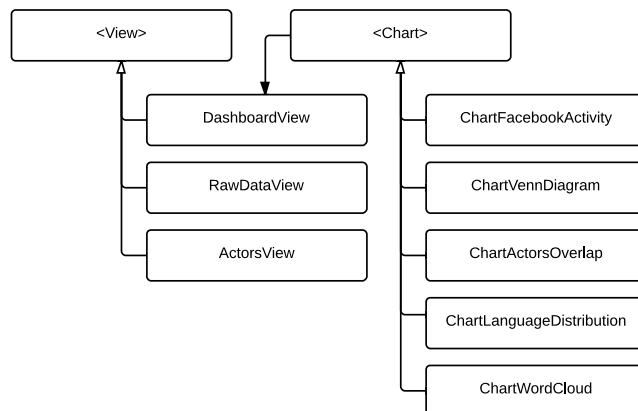 <View>
<Chart>
DashboardView
RawDataView
ActorsView
ChartFacebookActivity
ChartVennDiagram
ChartActorsOverlap
ChartLanguageDistribution
ChartWordCloud